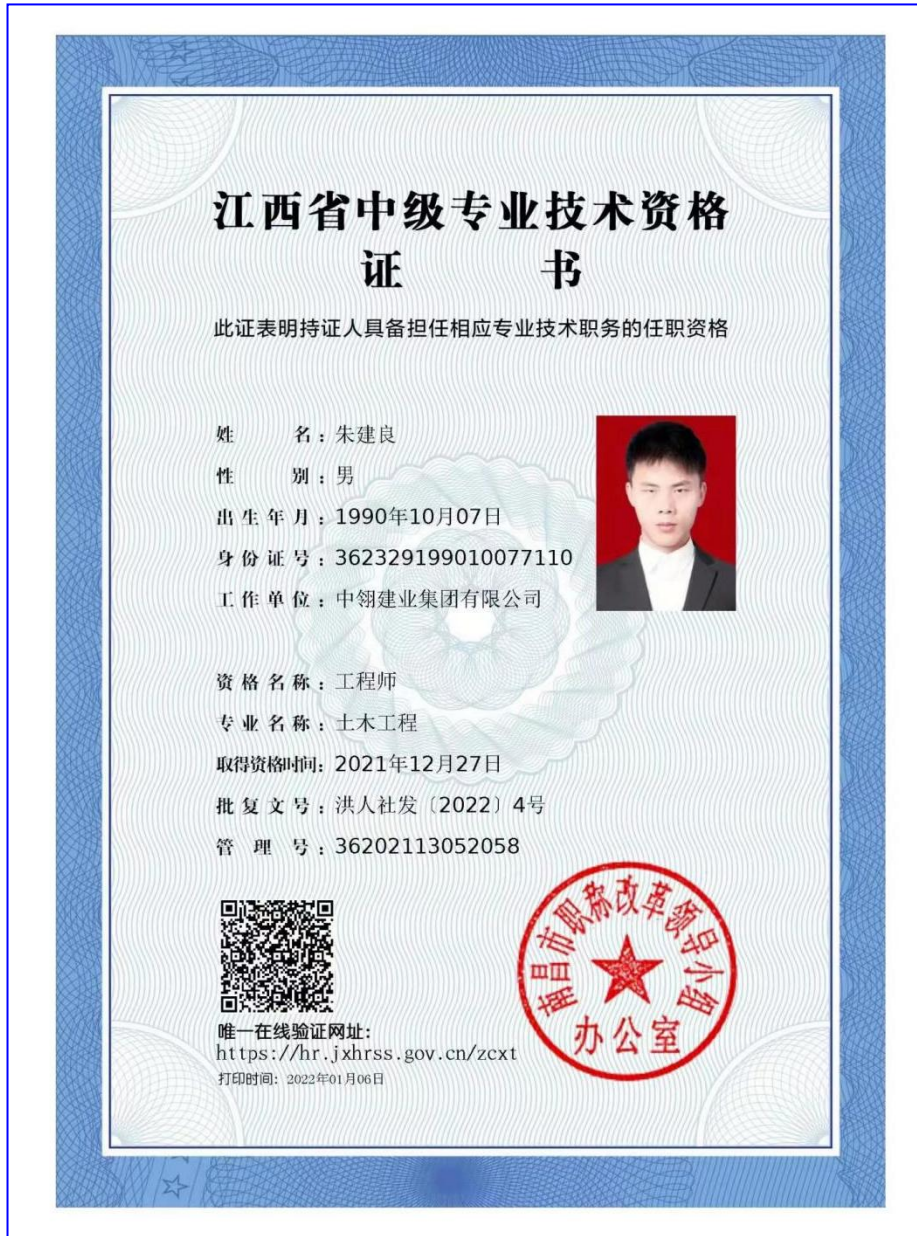 江西省中级专业技术资格
证 书
此证表明持证人具备担任相应专业技术职务的任职资格
姓 名：朱建良
性 别：男
出生年月：1990年10月07日
身份证号：362329199010077110
工作单位：中翎建业集团有限公司
资格名称：工程师
专业名称：土木工程
取得资格时间：2021年12月27日
批复文号：洪人社发〔2022〕4号
管 理 号：36202113052058
南昌市职称改革领导小组
办公室
唯一在线验证网址：
https://hr.jxhrss.gov.cn/zcxt
打印时间：2022年01月06日